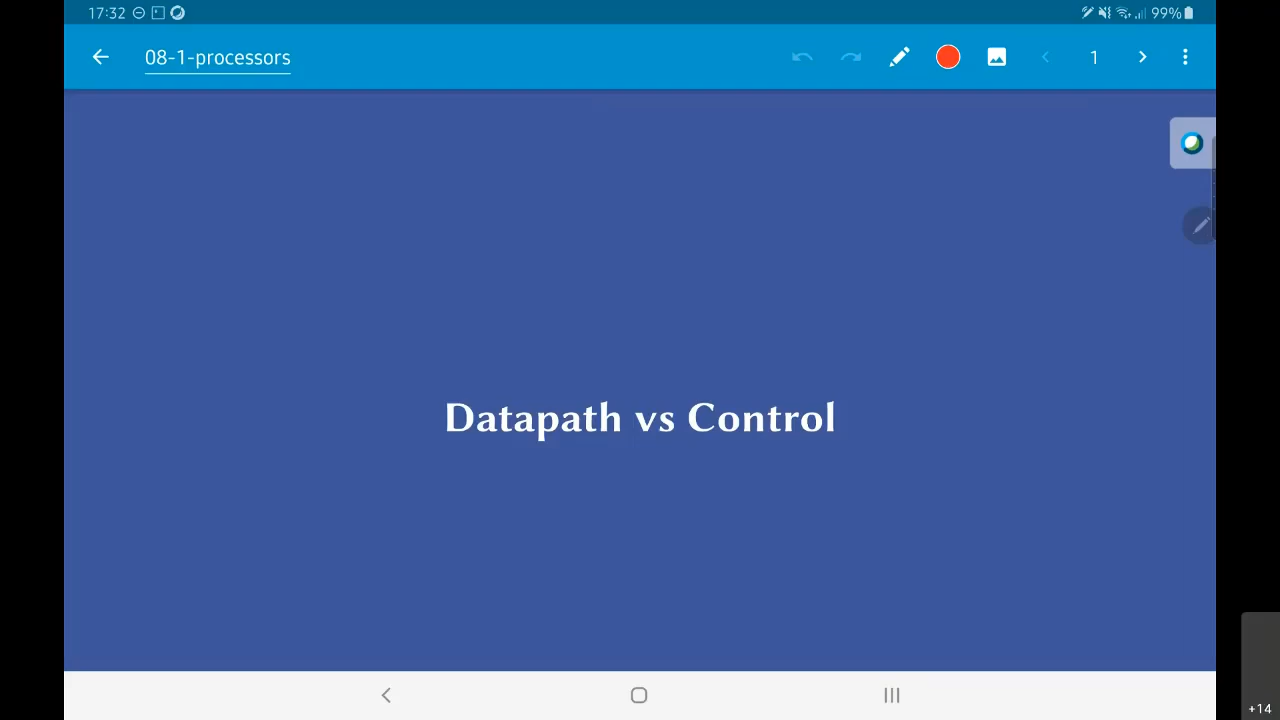 17:32
99%
08-1-processors
1
Datapath vs Control
+14